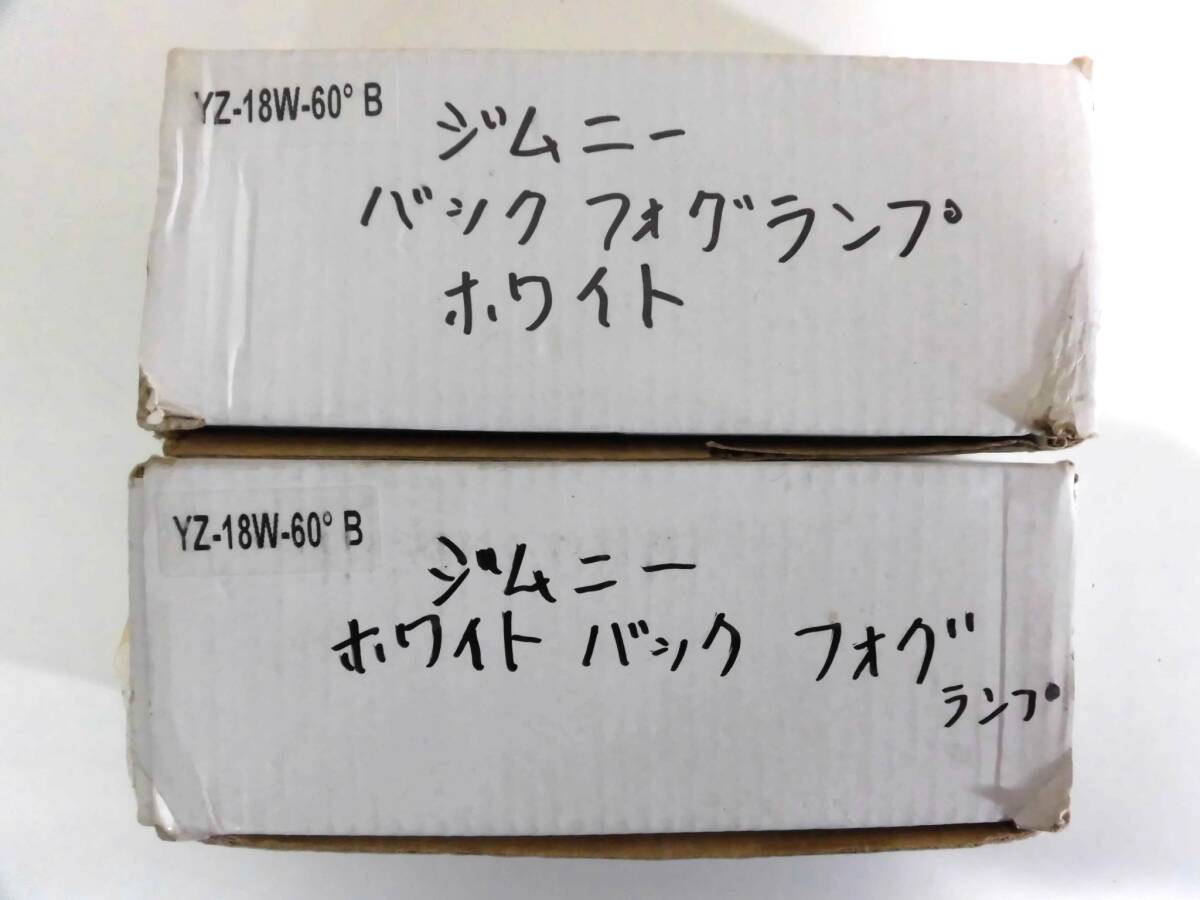 YZ-18W-60° B
ジムニー
バック フォグランプ
ホワイト
YZ-18W-60° B
ジムニー
ホワイト バック フォグ
ランプ